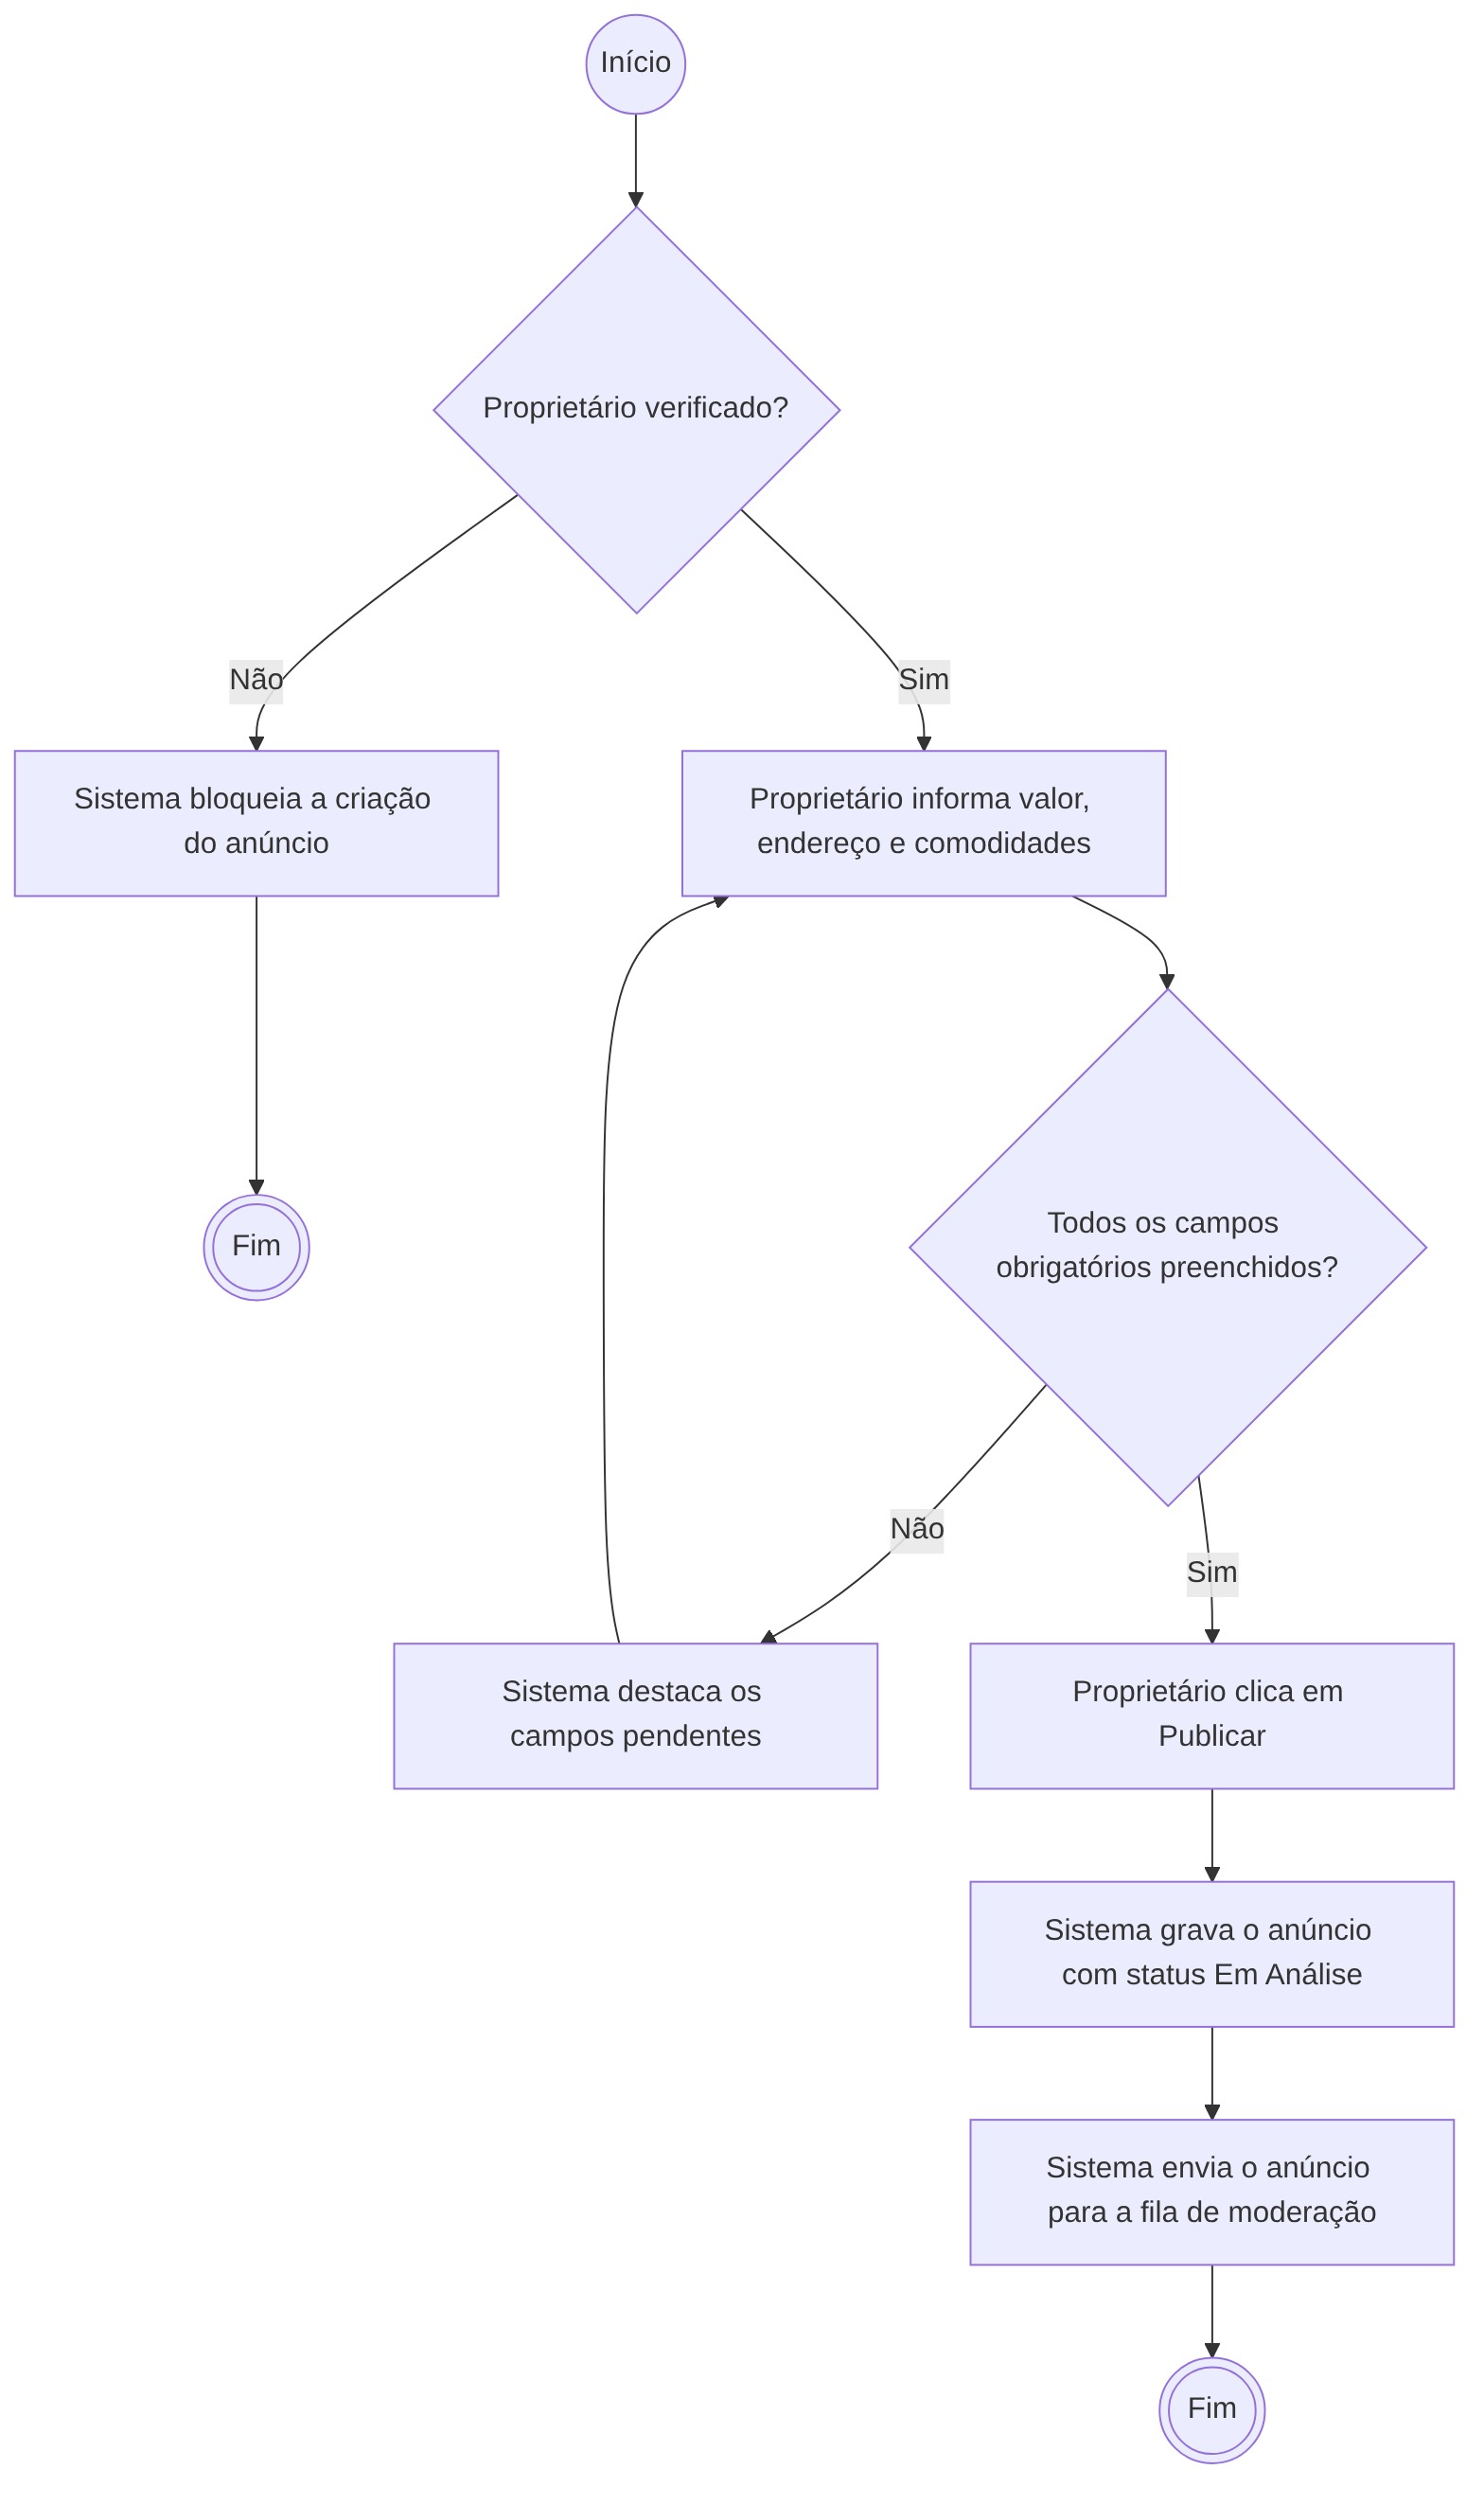 Início
Proprietário verificado?
Não
Sim
Sistema bloqueia a criação
do anúncio
Proprietário informa valor,
endereço e comodidades
Todos os campos
obrigatórios preenchidos?
Fim
Não
Sim
Sistema destaca os
campos pendentes
Proprietário clica em
Publicar
Sistema grava o anúncio
com status Em Análise
Sistema envia o anúncio
para a fila de moderação
Fim